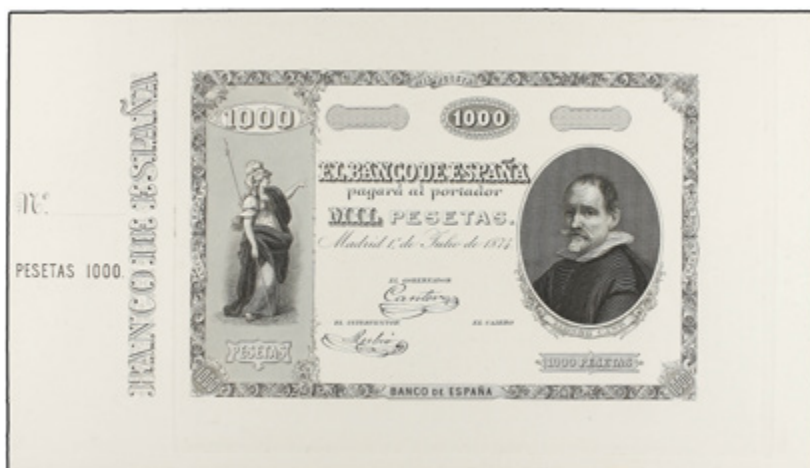 BANCO DE ESPAÑA
Nº
PESETAS 1000.
1000
1000
EL BANCO DE ESPAÑA
pagará al portador
MIL PESETAS.
Madrid 1º de Julio de 1874
EL GOBERNADOR
EL INTERVENTOR
EL CAJERO
PESETAS
1000 PESETAS
BANCO DE ESPAÑA